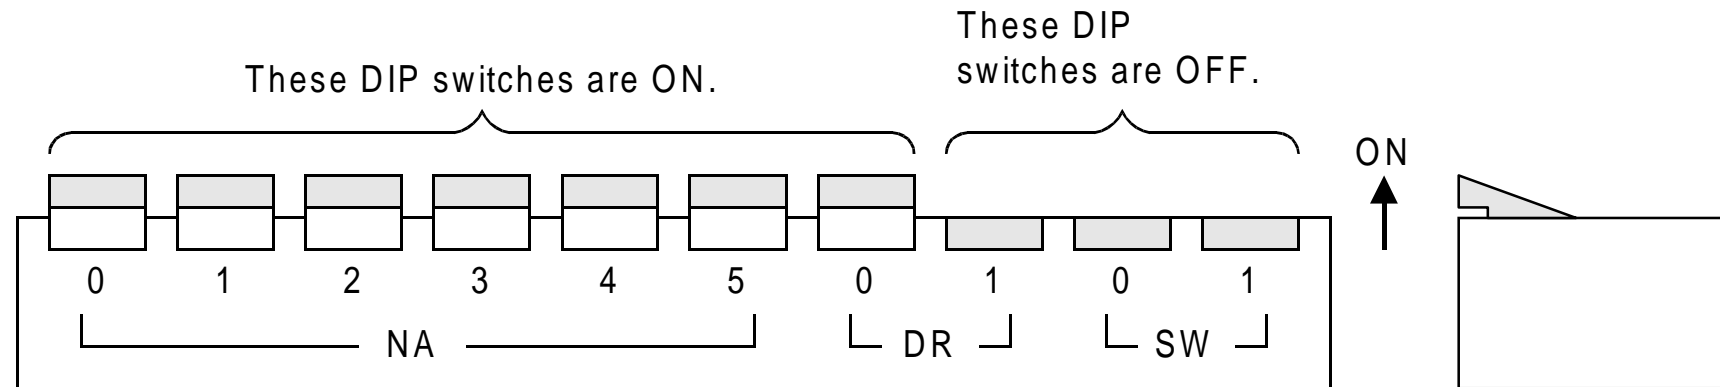 These DIP
switches are OFF.
These DIP switches are ON.
ON
0 1 2 3 4 5 0 1 0 1
NA DR SW